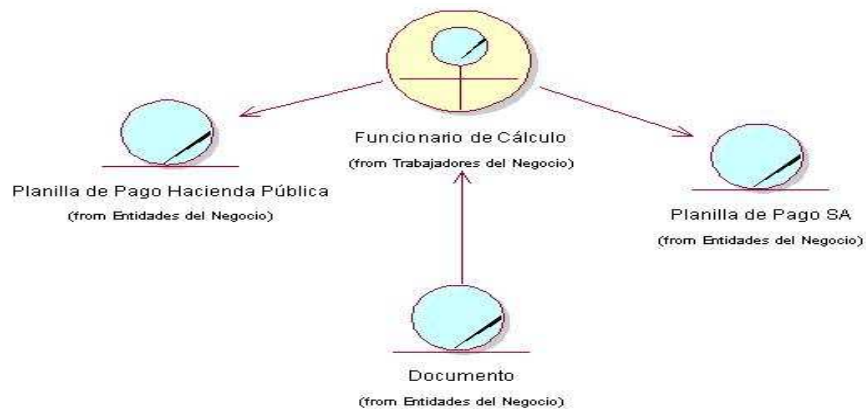 Funcionario de Cálculo
(from Trabajadores del Negocio)
Planilla de Pago Hacienda Pública
(from Entidades del Negocio)
Planilla de Pago SA
(from Entidades del Negocio)
Documento
(from Entidades del Negocio)